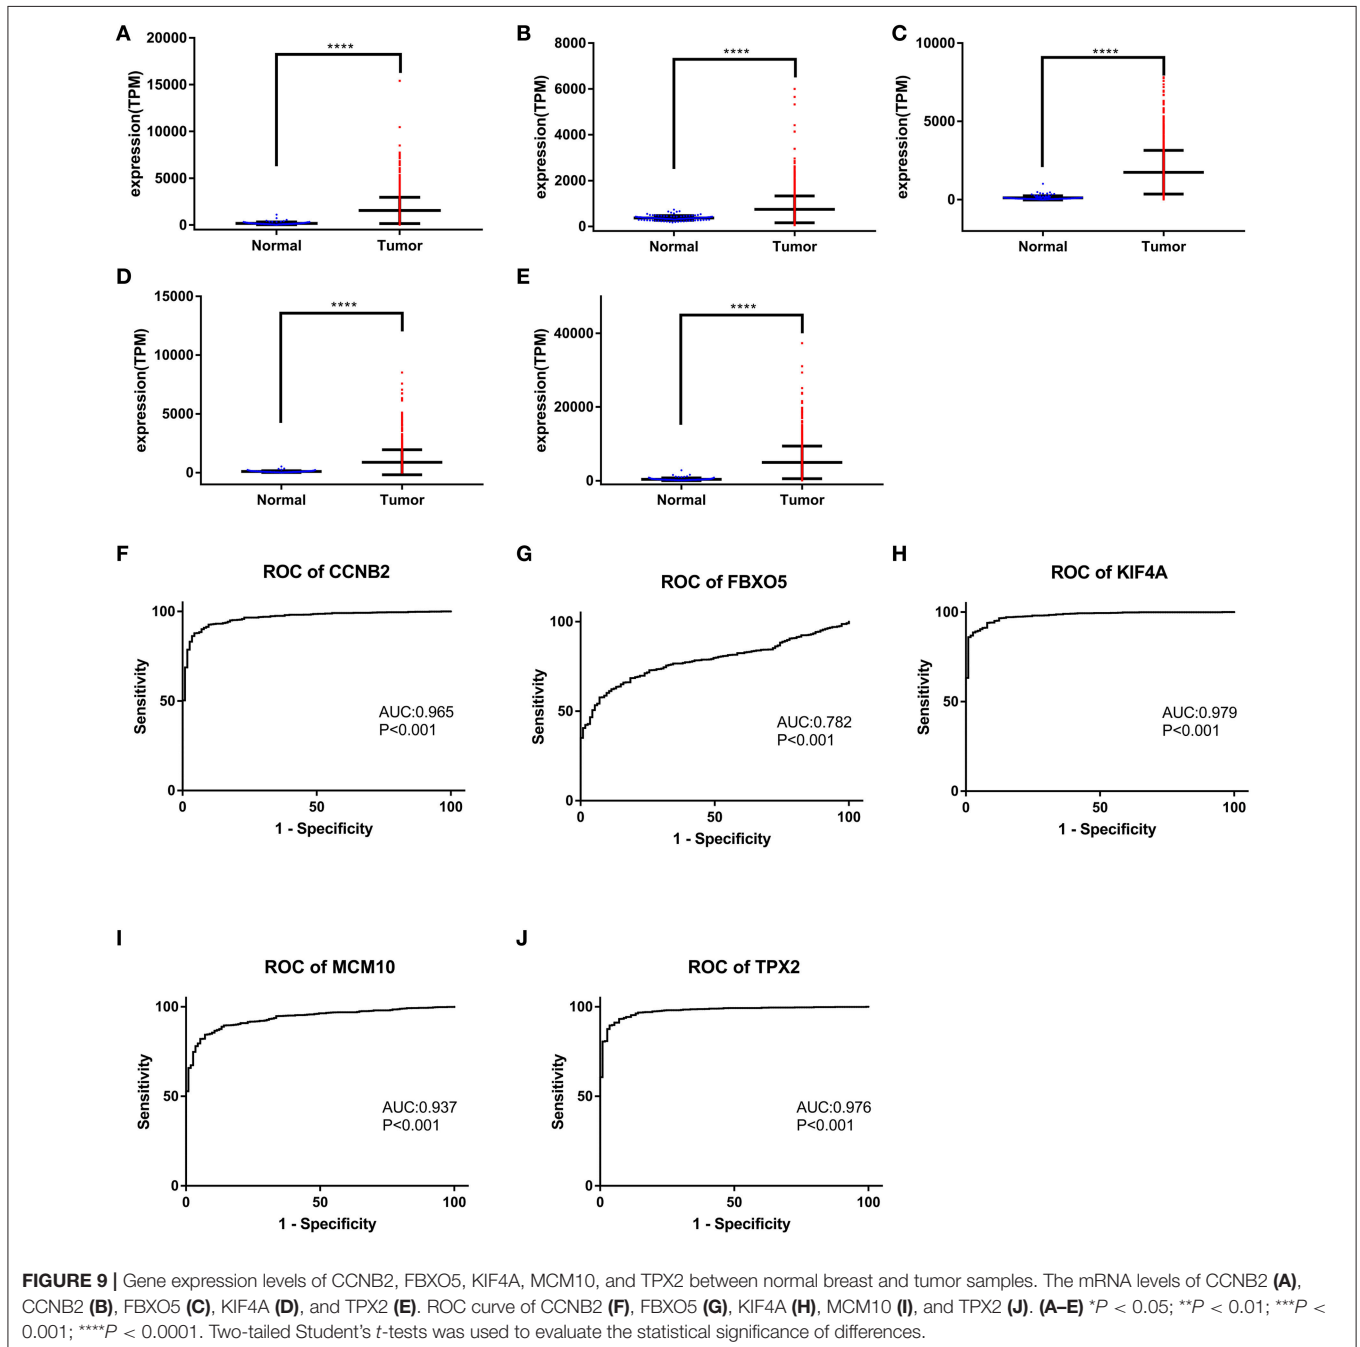 A
20000
15000
10000
5000
0
expression(TPM)
****
Normal
Tumor
B
8000
6000
4000
2000
0
expression(TPM)
****
Normal
Tumor
C
10000
5000
0
expression(TPM)
****
Normal
Tumor
D
15000
10000
5000
0
expression(TPM)
****
Normal
Tumor
E
40000
20000
0
expression(TPM)
****
Normal
Tumor
F
ROC of CCNB2
100
50
0
Sensitivity
AUC:0.965
P<0.001
0 50 100
1 - Specificity
G
ROC of FBXO5
100
50
0
Sensitivity
AUC:0.782
P<0.001
0 50 100
1 - Specificity
H
ROC of KIF4A
100
50
0
Sensitivity
AUC:0.979
P<0.001
0 50 100
1 - Specificity
I
ROC of MCM10
100
50
0
Sensitivity
AUC:0.937
P<0.001
0 50 100
1 - Specificity
J
ROC of TPX2
100
50
0
Sensitivity
AUC:0.976
P<0.001
0 50 100
1 - Specificity
FIGURE 9 | Gene expression levels of CCNB2, FBXO5, KIF4A, MCM10, and TPX2 between normal breast and tumor samples. The mRNA levels of CCNB2 (A),
CCNB2 (B), FBXO5 (C), KIF4A (D), and TPX2 (E). ROC curve of CCNB2 (F), FBXO5 (G), KIF4A (H), MCM10 (I), and TPX2 (J). (A–E) *P < 0.05; **P < 0.01; ***P <
0.001; ****P < 0.0001. Two-tailed Student's t-tests was used to evaluate the statistical significance of differences.